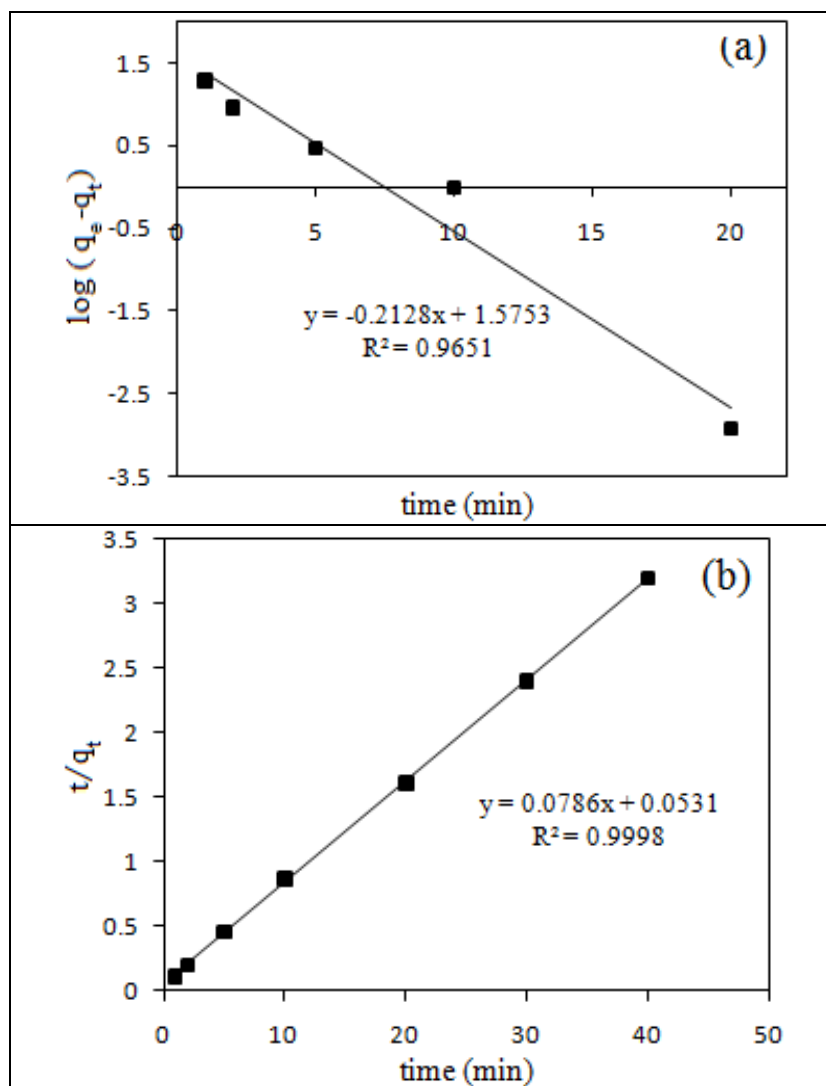 (a)
1.5
0.5
-0.5
-1.5
-2.5
-3.5
0
5
10
15
20
log ( qe-qt)
y = -0.2128x + 1.5753
R² = 0.9651
time (min)
(b)
3.5
3
2.5
2
1.5
1
0.5
0
t/qt
y = 0.0786x + 0.0531
R² = 0.9998
0
10
20
30
40
50
time (min)